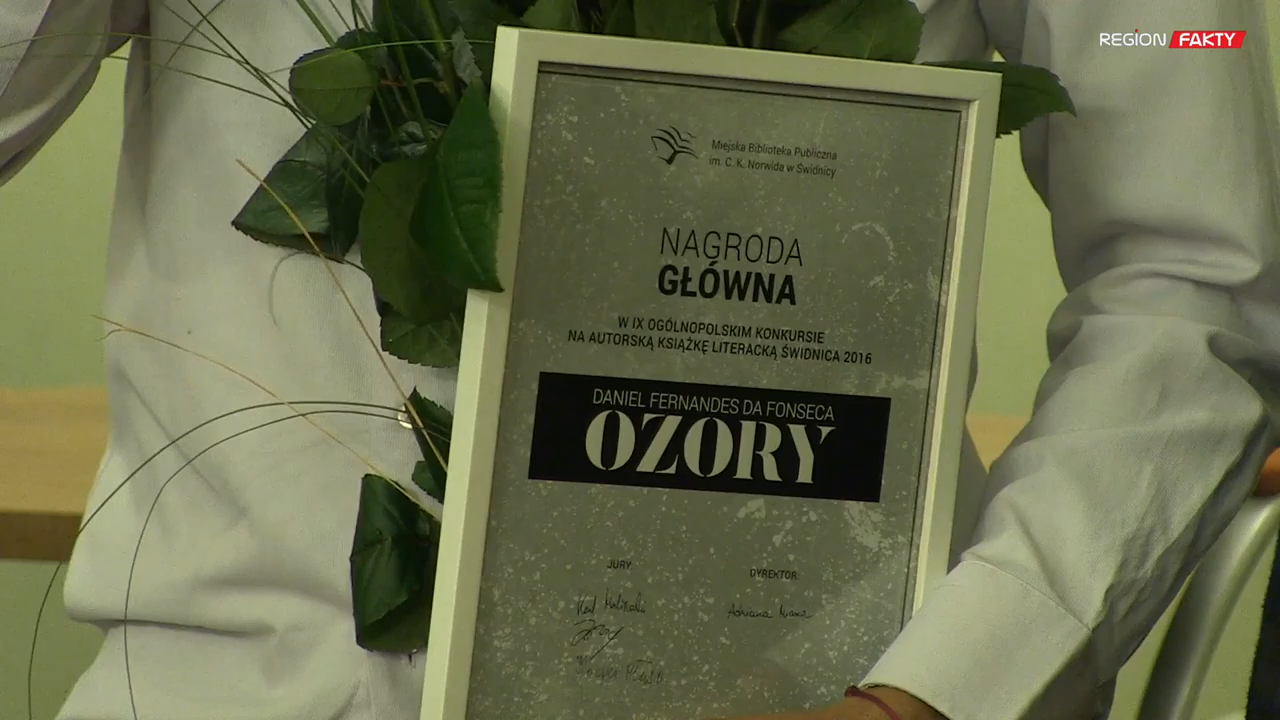 REGION FAKTY
Miejska Biblioteka Publiczna
im. C. K. Norwida w Świdnicy
NAGRODA
GŁÓWNA
W IX OGÓLNOPOLSKIM KONKURSIE
NA AUTORSKĄ KSIĄŻKĘ LITERACKĄ ŚWIDNICA 2016
DANIEL FERNANDES DA FONSECA
OZORY
JURY
DYREKTOR